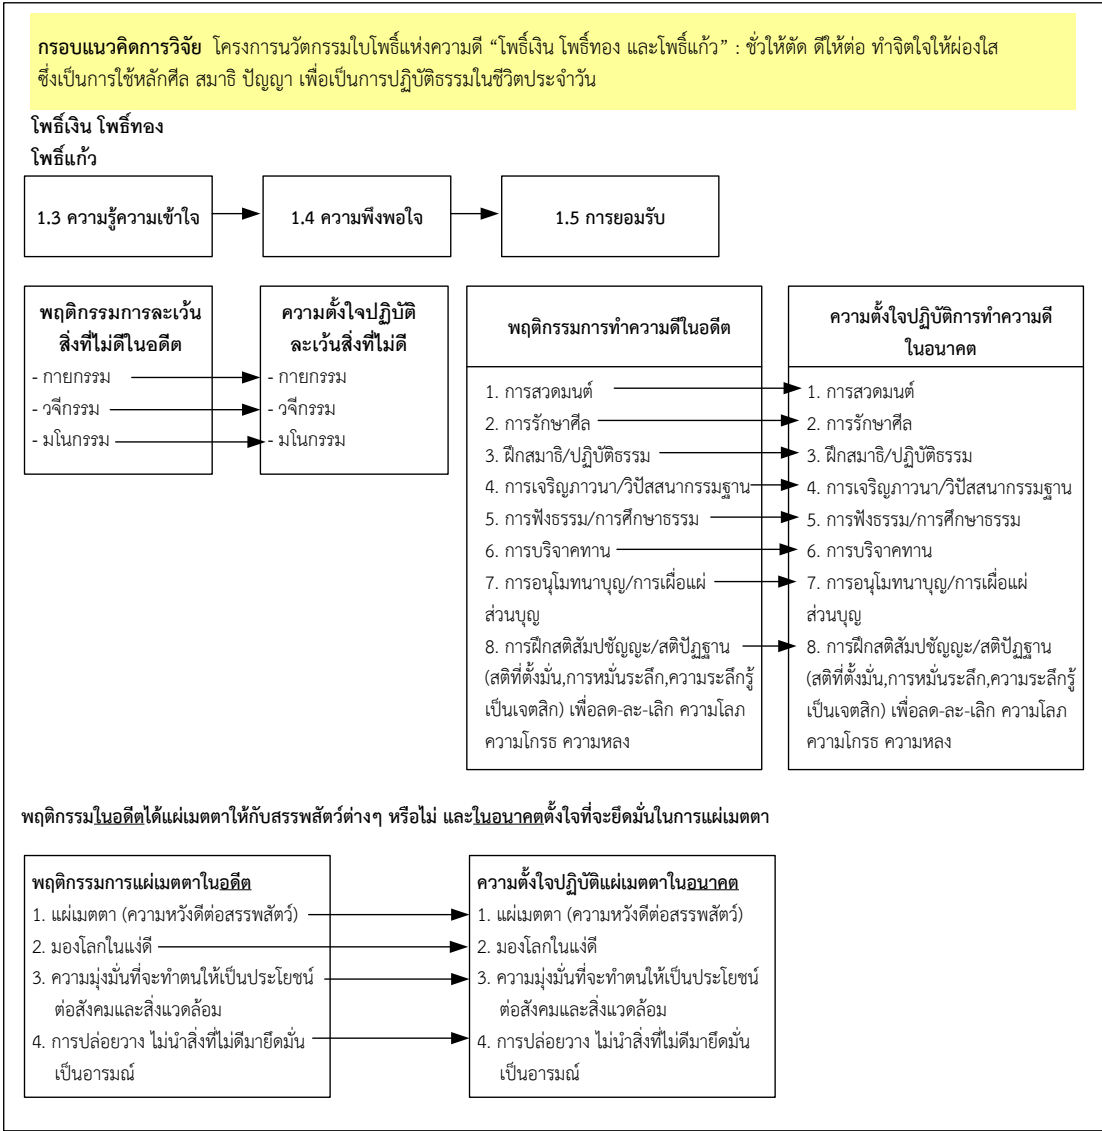 กรอบแนวคิดการวิจัย โครงการนวัตกรรมใบโพธิ์แห่งความดี “โพธิ์เงิน โพธิ์ทอง และโพธิ์แก้ว” : ชั่วให้ตัด ดีให้ต่อ ทำจิตใจให้ผ่องใส
ซึ่งเป็นการใช้หลักศีล สมาธิ ปัญญา เพื่อเป็นการปฏิบัติธรรมในชีวิตประจำวัน
โพธิ์เงิน โพธิ์ทอง
โพธิ์แก้ว
1.3 ความรู้ความเข้าใจ
1.4 ความพึงพอใจ
1.5 การยอมรับ
พฤติกรรมการละเว้น
สิ่งที่ไม่ดีในอดีต
- กายกรรม
- วจีกรรม
- มโนกรรม
ความตั้งใจปฏิบัติ
ละเว้นสิ่งที่ไม่ดี
- กายกรรม
- วจีกรรม
- มโนกรรม
พฤติกรรมการทำความดีในอดีต
1. การสวดมนต์
2. การรักษาศีล
3. ฝึกสมาธิ/ปฏิบัติธรรม
4. การเจริญภาวนา/วิปัสสนากรรมฐาน
5. การฟังธรรม/การศึกษาธรรม
6. การบริจาคทาน
7. การอนุโมทนาบุญ/การเผื่อแผ่
ส่วนบุญ
8. การฝึกสติสัมปชัญญะ/สติปัฏฐาน
(สติที่ตั้งมั่น,การหมั่นระลึก,ความระลึกรู้
เป็นเจตสิก) เพื่อลด-ละ-เลิก ความโลภ
ความโกรธ ความหลง
ความตั้งใจปฏิบัติการทำความดี
ในอนาคต
1. การสวดมนต์
2. การรักษาศีล
3. ฝึกสมาธิ/ปฏิบัติธรรม
4. การเจริญภาวนา/วิปัสสนากรรมฐาน
5. การฟังธรรม/การศึกษาธรรม
6. การบริจาคทาน
7. การอนุโมทนาบุญ/การเผื่อแผ่
ส่วนบุญ
8. การฝึกสติสัมปชัญญะ/สติปัฏฐาน
(สติที่ตั้งมั่น,การหมั่นระลึก,ความระลึกรู้
เป็นเจตสิก) เพื่อลด-ละ-เลิก ความโลภ
ความโกรธ ความหลง
พฤติกรรมในอดีตได้แผ่เมตตาให้กับสรรพสัตว์ต่างๆ หรือไม่ และในอนาคตตั้งใจที่จะยึดมั่นในการแผ่เมตตา
พฤติกรรมการแผ่เมตตาในอดีต
1. แผ่เมตตา (ความหวังดีต่อสรรพสัตว์)
2. มองโลกในแง่ดี
3. ความมุ่งมั่นที่จะทำตนให้เป็นประโยชน์
ต่อสังคมและสิ่งแวดล้อม
4. การปล่อยวาง ไม่นำสิ่งที่ไม่ดีมายึดมั่น
เป็นอารมณ์
ความตั้งใจปฏิบัติแผ่เมตตาในอนาคต
1. แผ่เมตตา (ความหวังดีต่อสรรพสัตว์)
2. มองโลกในแง่ดี
3. ความมุ่งมั่นที่จะทำตนให้เป็นประโยชน์
ต่อสังคมและสิ่งแวดล้อม
4. การปล่อยวาง ไม่นำสิ่งที่ไม่ดีมายึดมั่น
เป็นอารมณ์